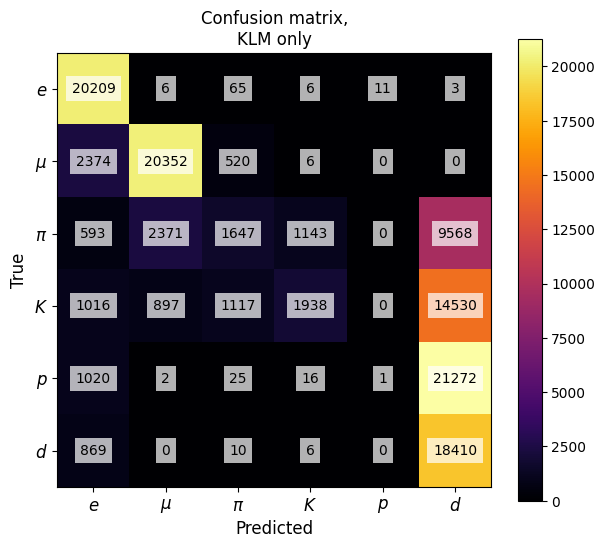 Confusion matrix,
KLM only
True
e 20209 6 65 6 11 3
μ 2374 20352 520 6 0 0
π 593 2371 1647 1143 0 9568
K 1016 897 1117 1938 0 14530
p 1020 2 25 16 1 21272
d 869 0 10 6 0 18410
e μ π K p d
Predicted
20000
17500
15000
12500
10000
7500
5000
2500
0